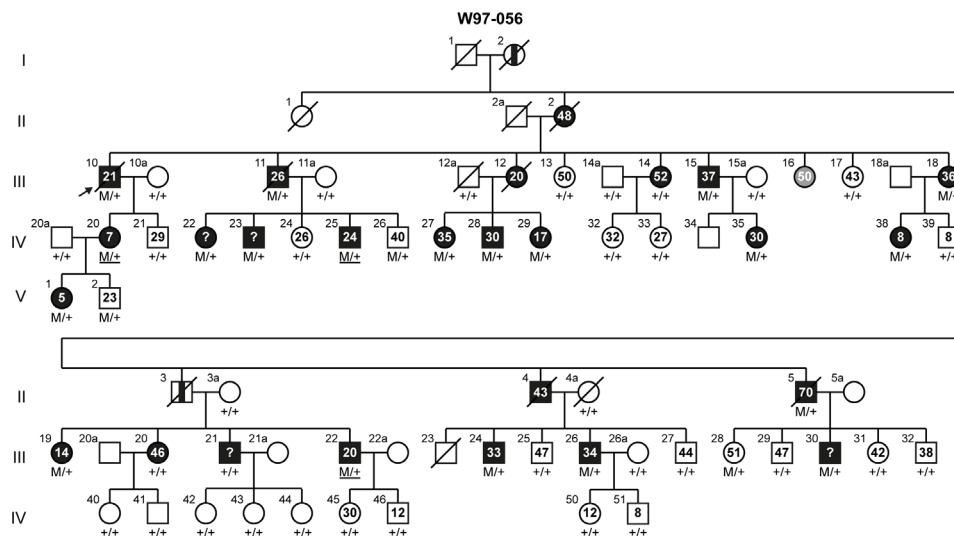 W97-056
I
1 2
II
1 2a 2 48
III
10 10a 11 11a 12a 12 13 14a 14 15 15a 16 17 18a 18
21 26 20 50 52 37 50 43 36
M/+ +/+ M/+ +/+ +/+ +/+ +/+ +/+ M/+ +/+ +/+ M/+
IV
20a 20 21 22 23 24 25 26 27 28 29 32 33 34 35 38 39
7 29 ? ? 26 24 40 35 30 17 32 27 30 8 8
+/+ M/+ +/+ M/+ M/+ +/+ M/+ M/+ M/+ M/+ M/+ +/+ +/+ M/+ M/+ +/+
V
1 2
5 23
M/+ M/+
II
3 3a 4 4a 5 5a
43 70
+/+ +/+ M/+
III
19 20a 20 21 21a 22 22a 23 24 25 26 26a 27 28 29 30 31 32
14 46 ? 20 33 47 34 44 51 47 ? 42 38
M/+ +/+ +/+ M/+ M/+ +/+ M/+ +/+ +/+ M/+ +/+ M/+ +/+ +/+
IV
40 41 42 43 44 45 46 50 51
30 12 12 8
+/+ +/+ +/+ +/+ +/+ +/+ +/+ +/+ +/+